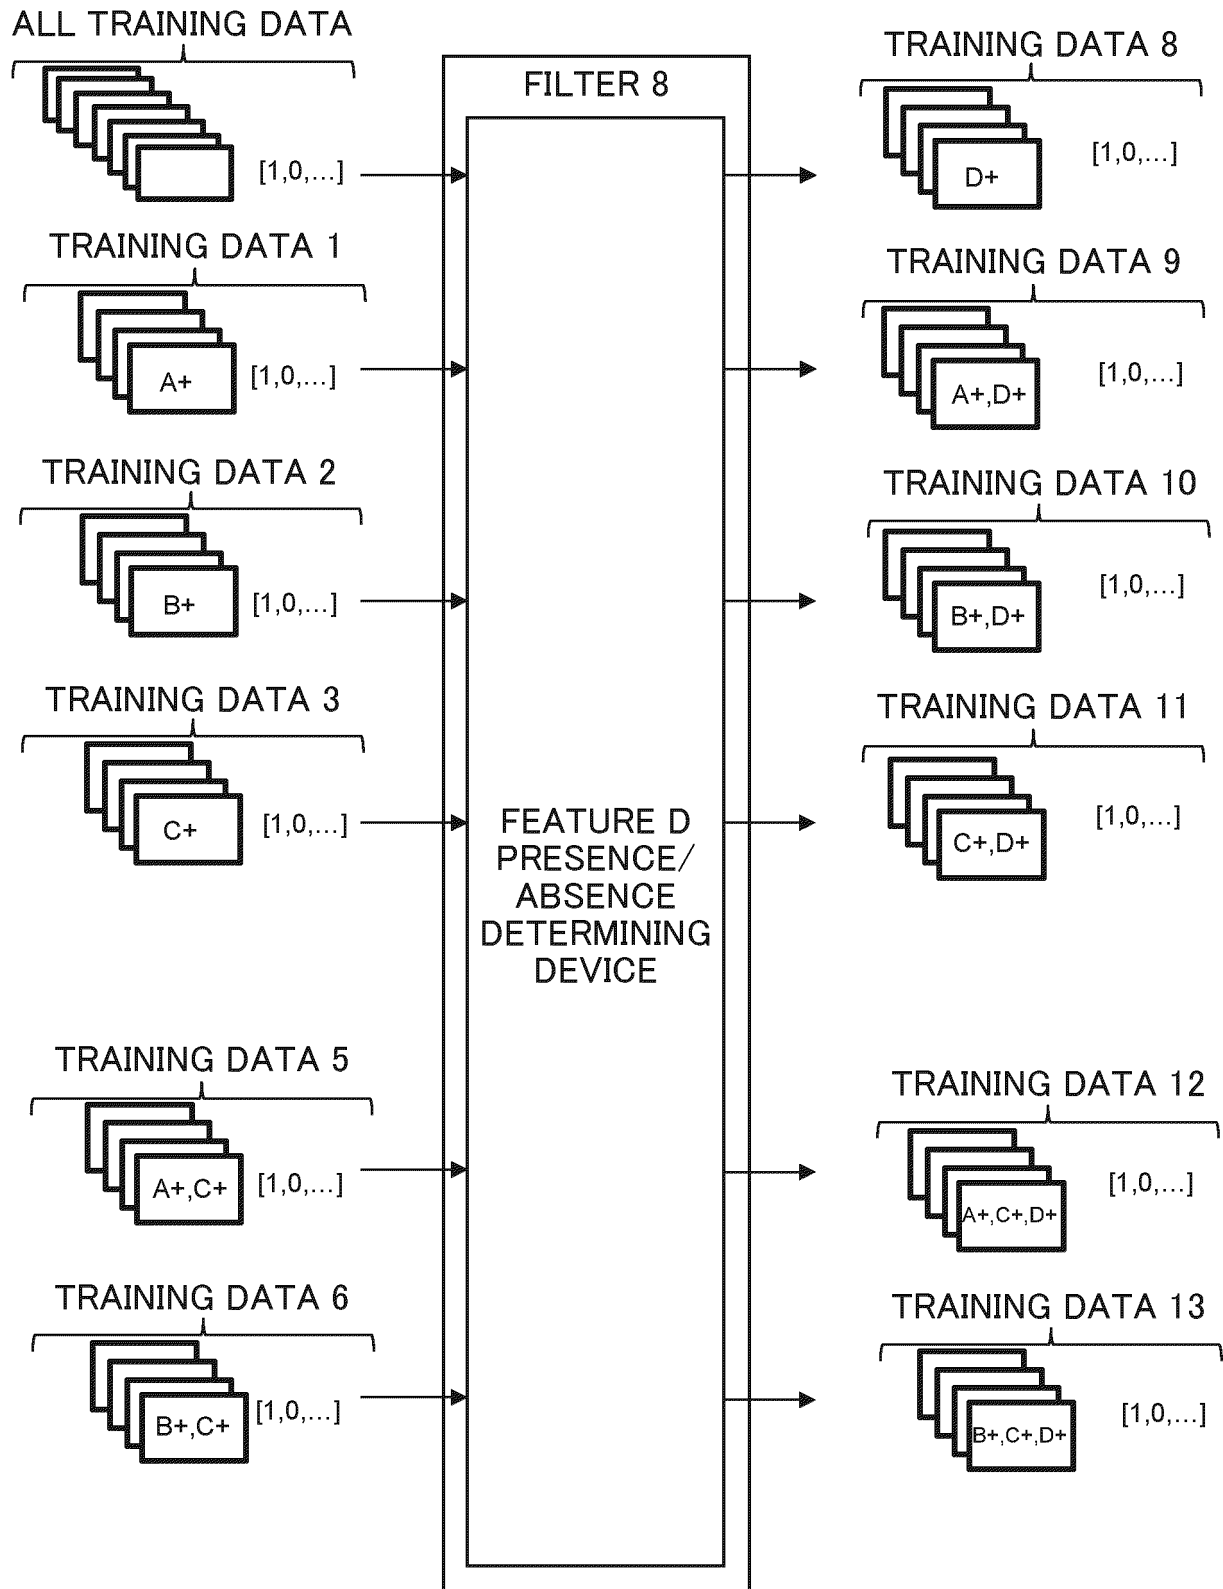 ALL TRAINING DATA
[1,0,...]
TRAINING DATA 1
A+
[1,0,...]
TRAINING DATA 2
B+
[1,0,...]
TRAINING DATA 3
C+
[1,0,...]
TRAINING DATA 5
A+,C+
[1,0,...]
TRAINING DATA 6
B+,C+
[1,0,...]
FILTER 8
FEATURE D
PRESENCE/
ABSENCE
DETERMINING
DEVICE
TRAINING DATA 8
D+
[1,0,...]
TRAINING DATA 9
A+,D+
[1,0,...]
TRAINING DATA 10
B+,D+
[1,0,...]
TRAINING DATA 11
C+,D+
[1,0,...]
TRAINING DATA 12
A+,C+,D+
[1,0,...]
TRAINING DATA 13
B+,C+,D+
[1,0,...]